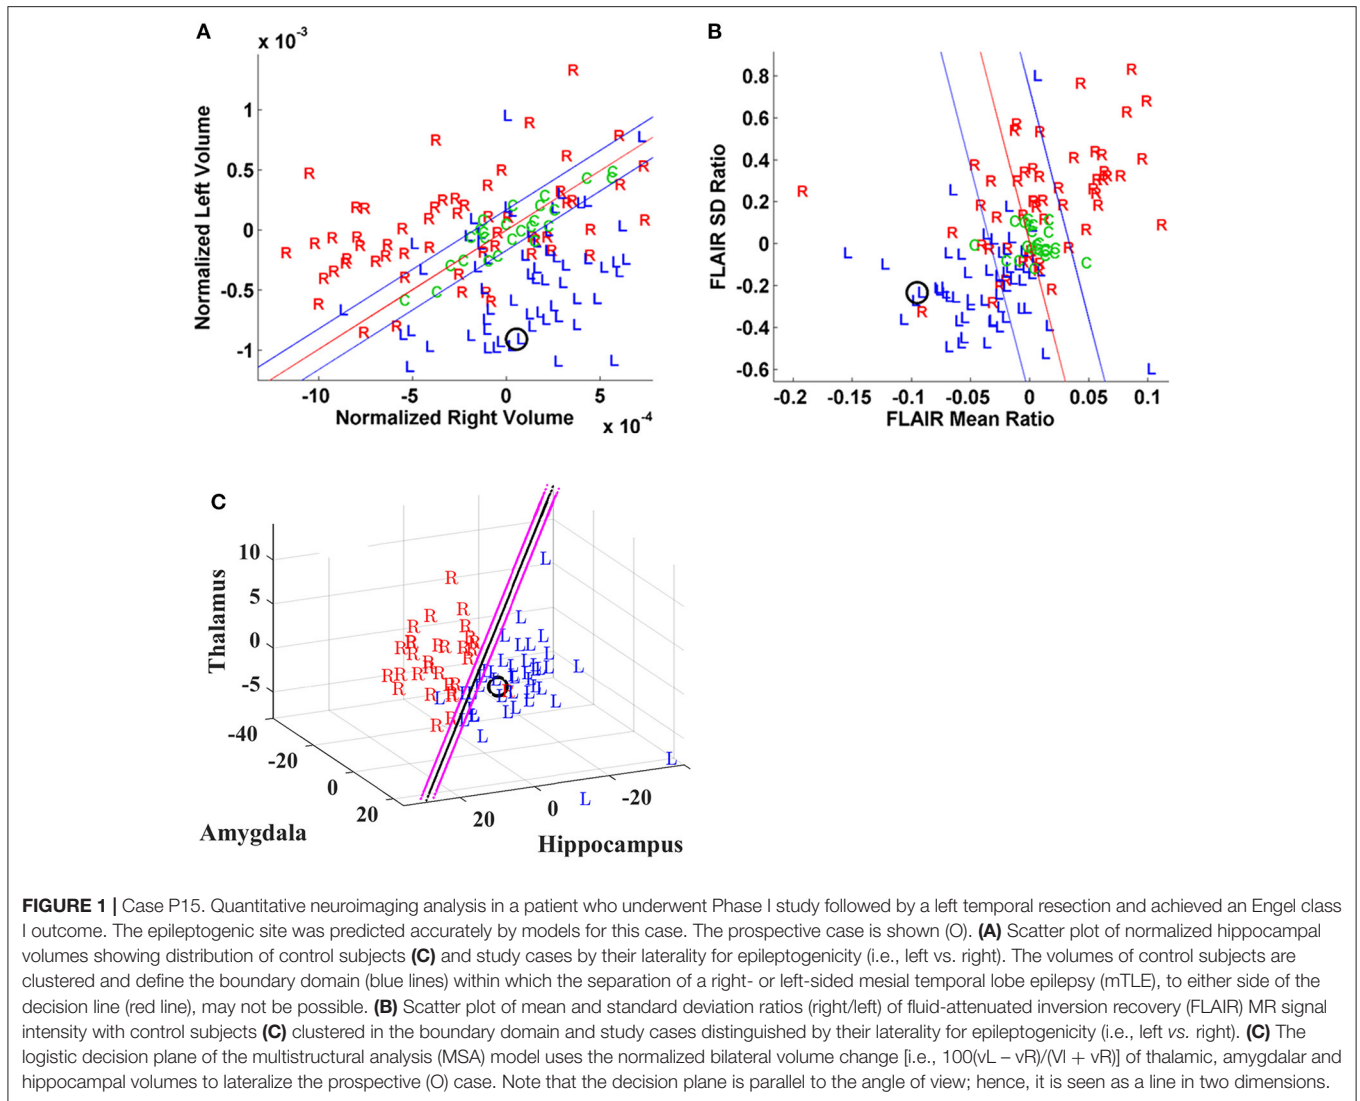 A
x 10⁻³
Normalized Left Volume
1
0.5
0
-0.5
-1
-10
-5
0
5
Normalized Right Volume
x 10⁻⁴
B
FLAIR SD Ratio
0.8
0.6
0.4
0.2
0
-0.2
-0.4
-0.6
-0.2
-0.15
-0.1
-0.05
0
0.05
0.1
FLAIR Mean Ratio
C
Thalamus
10
5
0
-5
-40
-20
0
20
Amygdala
20
0
-20
Hippocampus
FIGURE 1 | Case P15. Quantitative neuroimaging analysis in a patient who underwent Phase I study followed by a left temporal resection and achieved an Engel class
I outcome. The epileptogenic site was predicted accurately by models for this case. The prospective case is shown (O). (A) Scatter plot of normalized hippocampal
volumes showing distribution of control subjects (C) and study cases by their laterality for epileptogenicity (i.e., left vs. right). The volumes of control subjects are
clustered and define the boundary domain (blue lines) within which the separation of a right- or left-sided mesial temporal lobe epilepsy (mTLE), to either side of the
decision line (red line), may not be possible. (B) Scatter plot of mean and standard deviation ratios (right/left) of fluid-attenuated inversion recovery (FLAIR) MR signal
intensity with control subjects (C) clustered in the boundary domain and study cases distinguished by their laterality for epileptogenicity (i.e., left vs. right). (C) The
logistic decision plane of the multistructural analysis (MSA) model uses the normalized bilateral volume change [i.e., 100(vL – vR)/(Vl + vR)] of thalamic, amygdalar and
hippocampal volumes to lateralize the prospective (O) case. Note that the decision plane is parallel to the angle of view; hence, it is seen as a line in two dimensions.